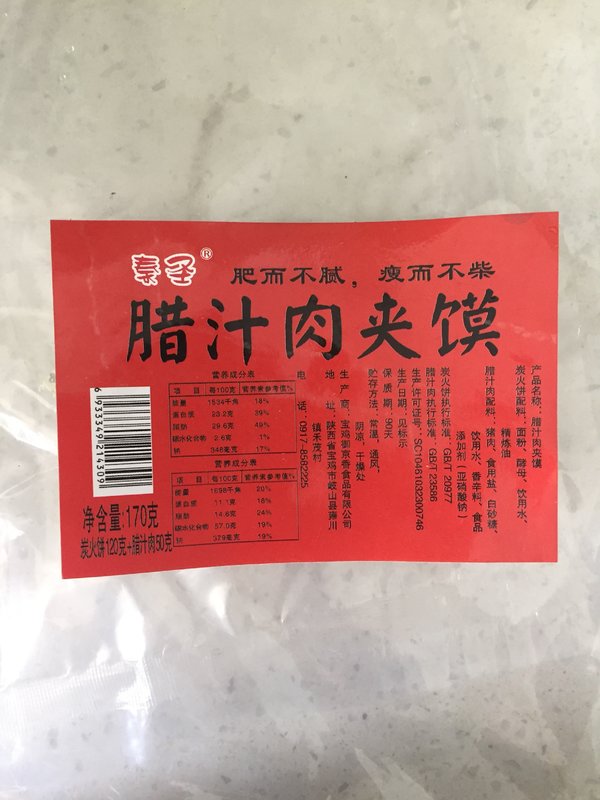 秦圣®
肥而不腻，瘦而不柴
腊汁肉夹馍
产品名称：腊汁肉夹馍
炭火饼配料：面粉、酵母、饮用水、
精炼油
腊汁肉配料：猪肉、食用盐、白砂糖、
饮用水、香辛料、食品
添加剂（亚硝酸钠）
炭火饼执行标准：GB/T 20977
腊汁肉执行标准：GB/T 23586
生产许可证号：SC10461032200746
生产日期：见标示
保质期：90天
贮存方法：常温、通风、
阴凉、干燥处
生产商：宝鸡御京香食品有限公司
地址：陕西省宝鸡市岐山县雍川
镇禾茂村
电话：0917-8582225
营养成分表
项目 每100克 营养素参考值%
能量 1534千焦 18%
蛋白质 23.2克 39%
脂肪 29.6克 49%
碳水化合物 2.6克 1%
钠 348毫克 17%
营养成分表
项目 每100克 营养素参考值%
能量 1698千焦 20%
蛋白质 11.1克 18%
脂肪 14.6克 24%
碳水化合物 57.0克 19%
钠 379毫克 19%
6933349214309
净含量:170克
炭火饼120克+腊汁肉50克